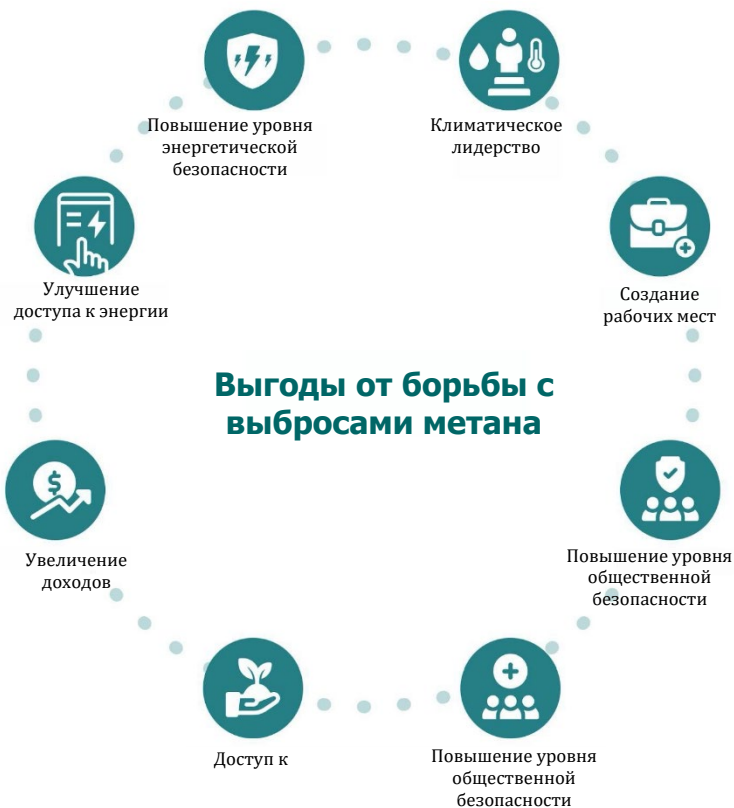 Повышение уровня
энергетической
безопасности
Климатическое
лидерство
Улучшение
доступа к энергии
Создание
рабочих мест
Выгоды от борьбы с
выбросами метана
Увеличение
доходов
Повышение уровня
общественной
безопасности
Доступ к
Повышение уровня
общественной
безопасности